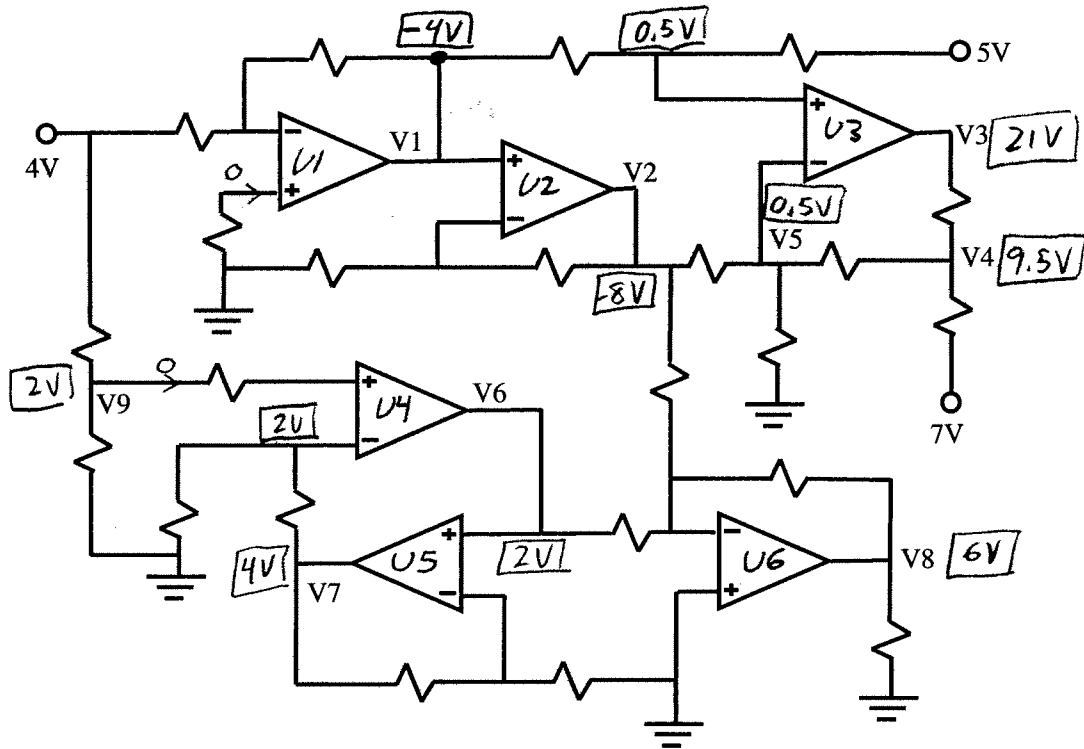 -4V
0.5V
5V
4V
-
+
U1
0
V1
+
-
U2
V2
+
-
U3
V3
21V
0.5V
V5
V4
9.5V
-8V
7V
2V
V9
0
+
-
U4
V6
2V
4V
V7
+
-
U5
2V
-
+
U6
V8
6V